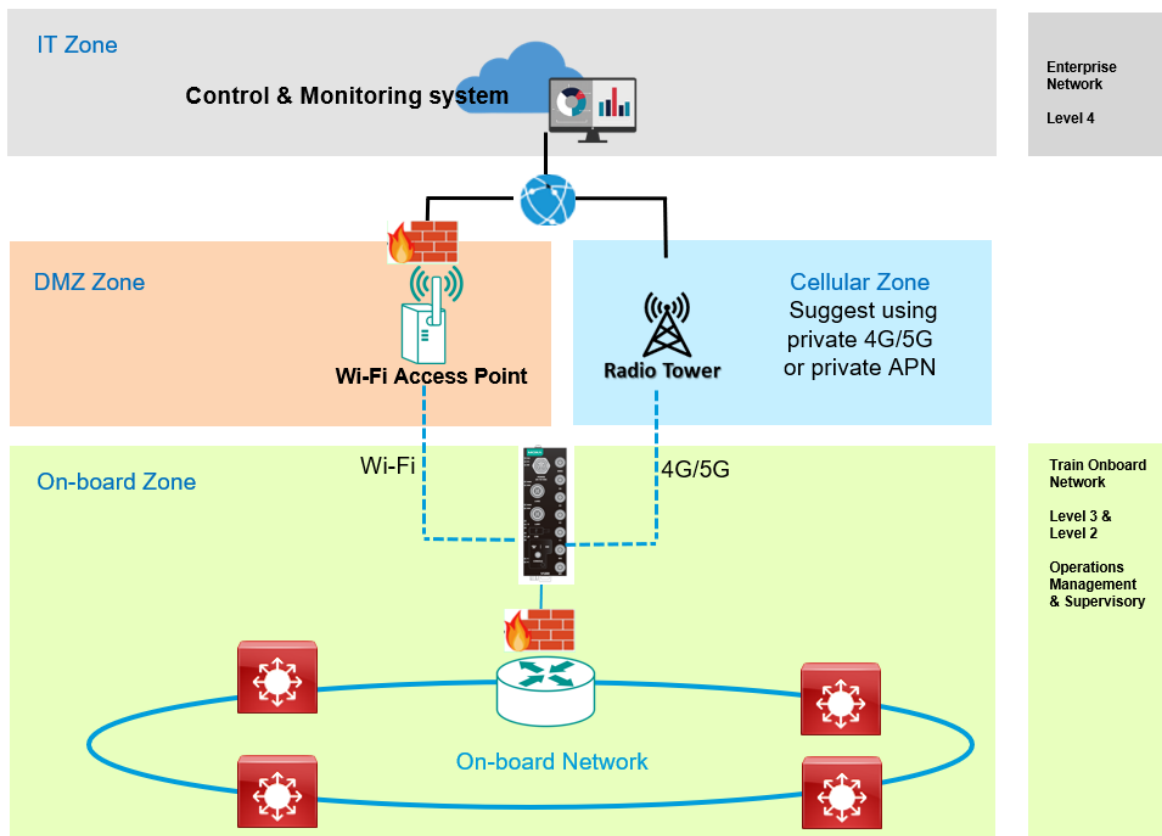 IT Zone
Control & Monitoring system
Enterprise
Network
Level 4
DMZ Zone
Wi-Fi Access Point
Cellular Zone
Suggest using
private 4G/5G
or private APN
Radio Tower
On-board Zone
Wi-Fi
4G/5G
Train Onboard
Network
Level 3 &
Level 2
Operations
Management
& Supervisory
On-board Network